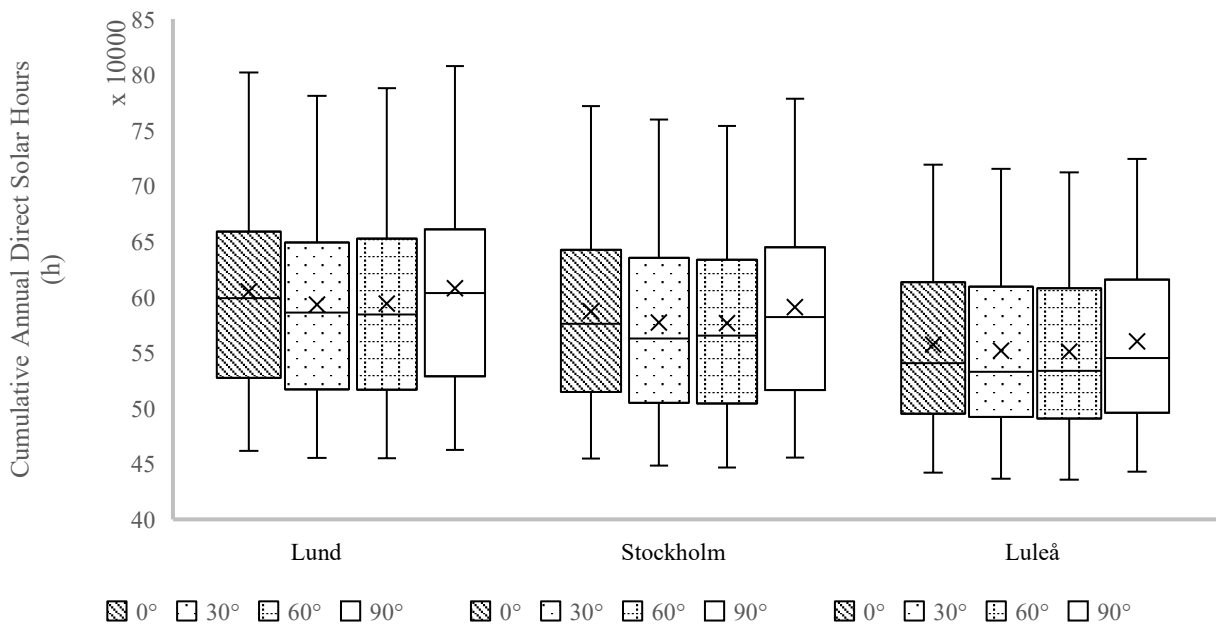 Cumulative Annual Direct Solar Hours
(h)
x 10000
85
80
75
70
65
60
55
50
45
40
Lund Stockholm Luleå
0° 30° 60° 90° 0° 30° 60° 90° 0° 30° 60° 90°